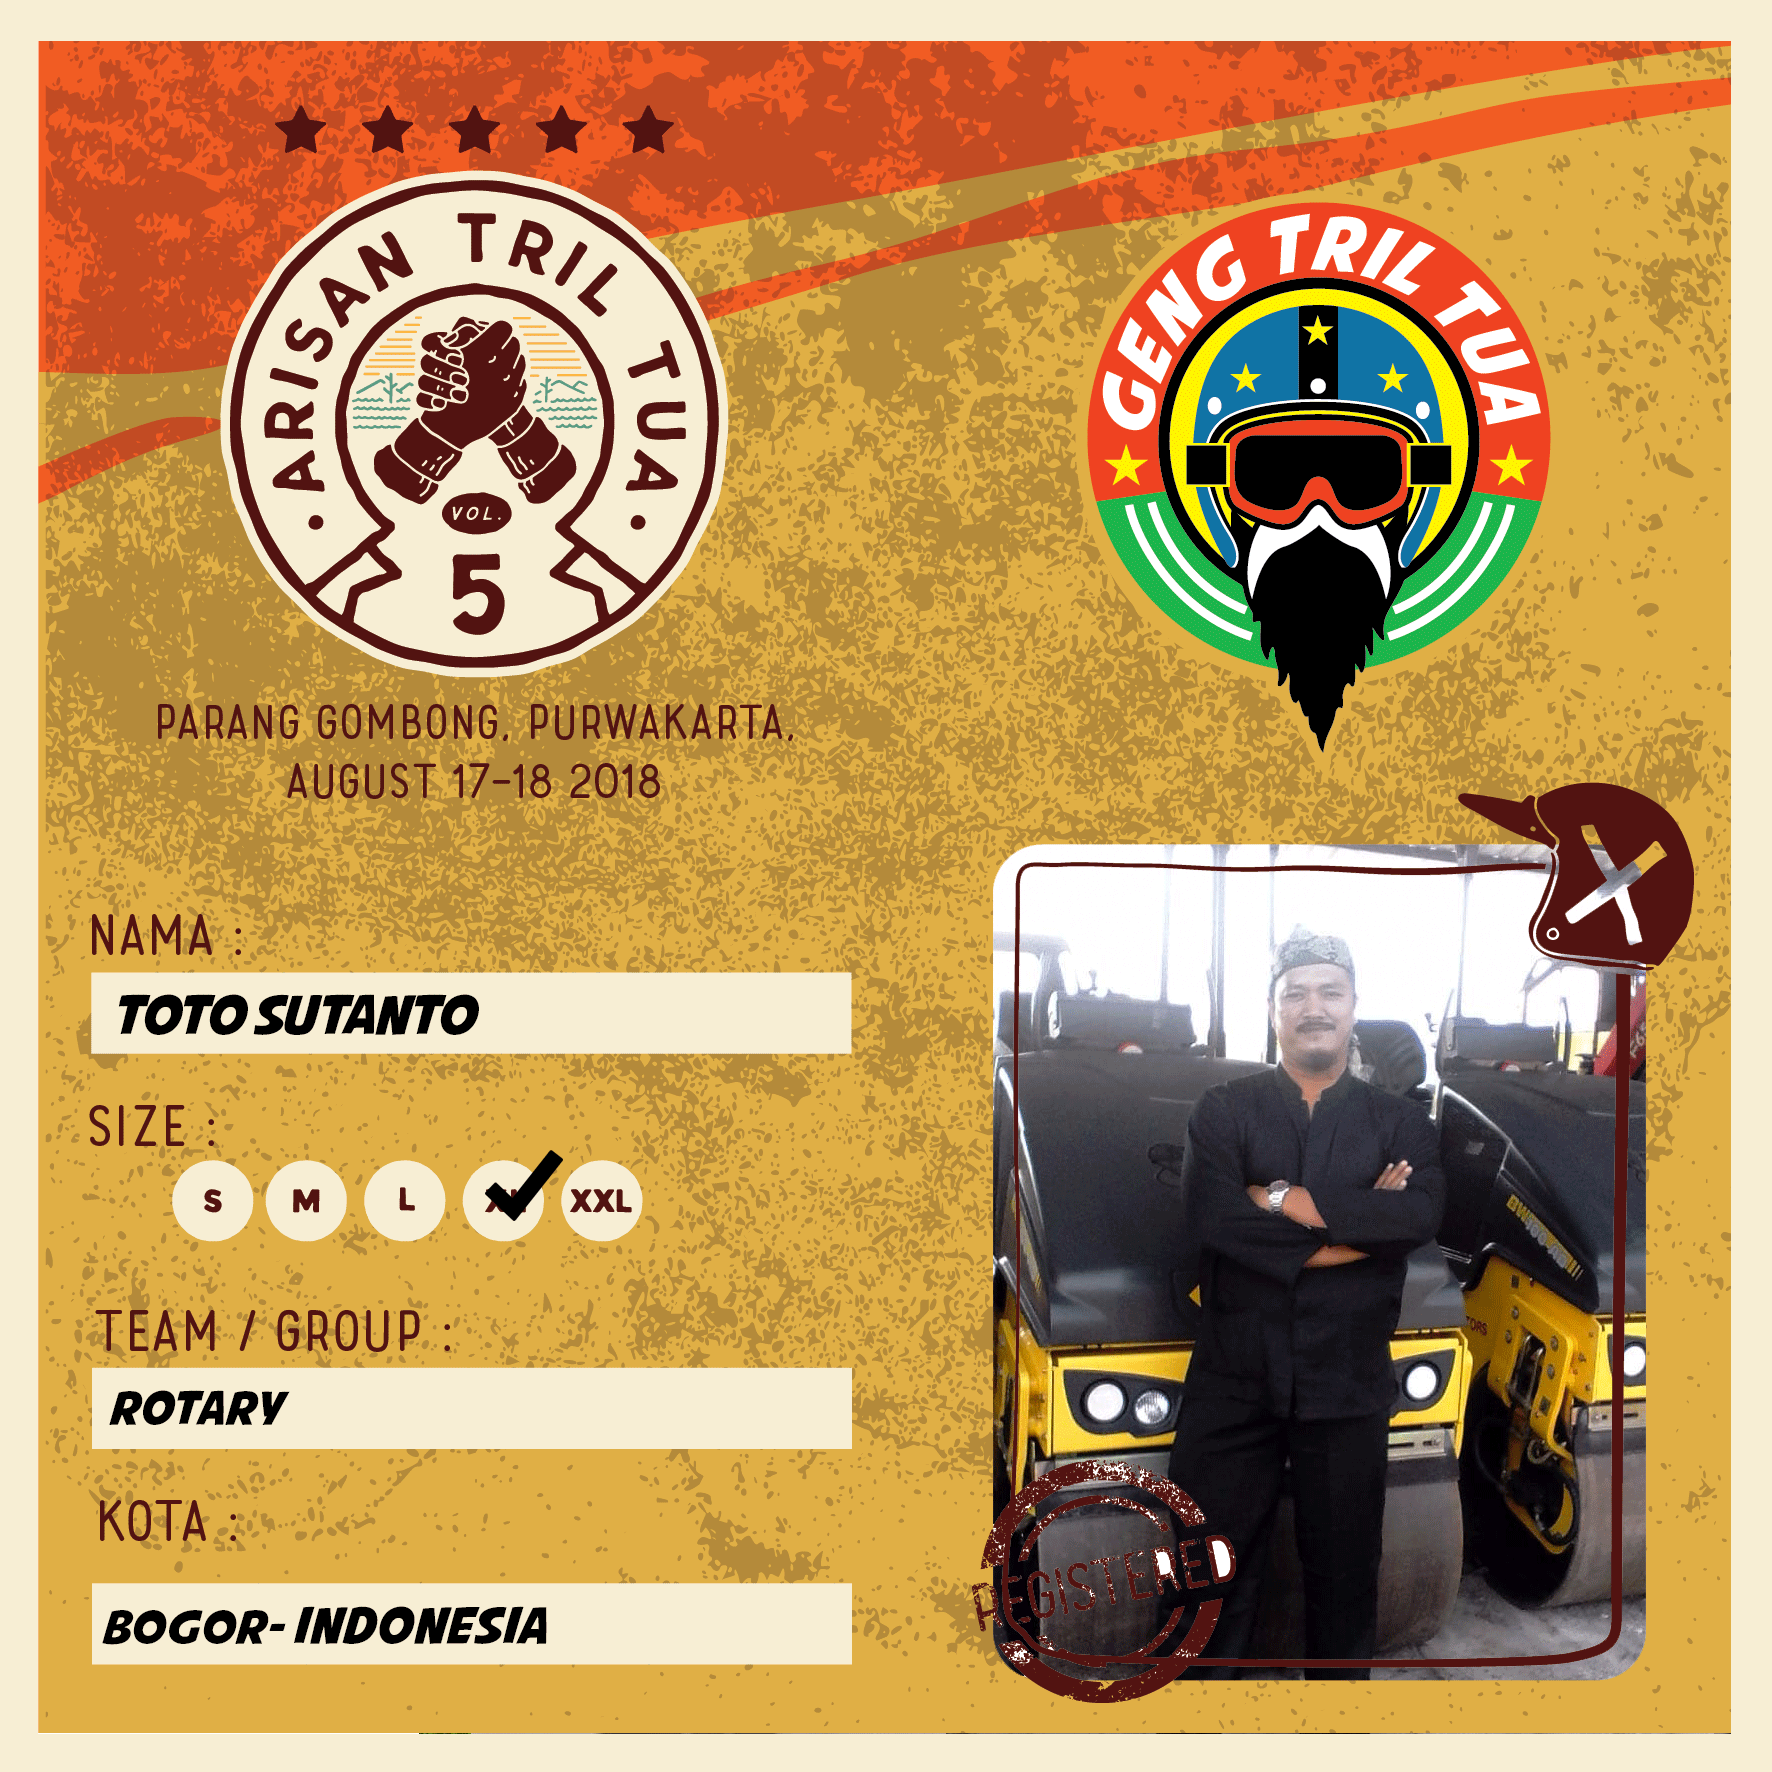 ARISAN TRIL TUA
VOL.
5
GENG TRIL TUA
PARANG GOMBONG, PURWAKARTA,
AUGUST 17-18 2018
NAMA :
TOTO SUTANTO
SIZE :
S M L XL XXL
TEAM / GROUP :
ROTARY
KOTA :
BOGOR- INDONESIA
REGISTERED